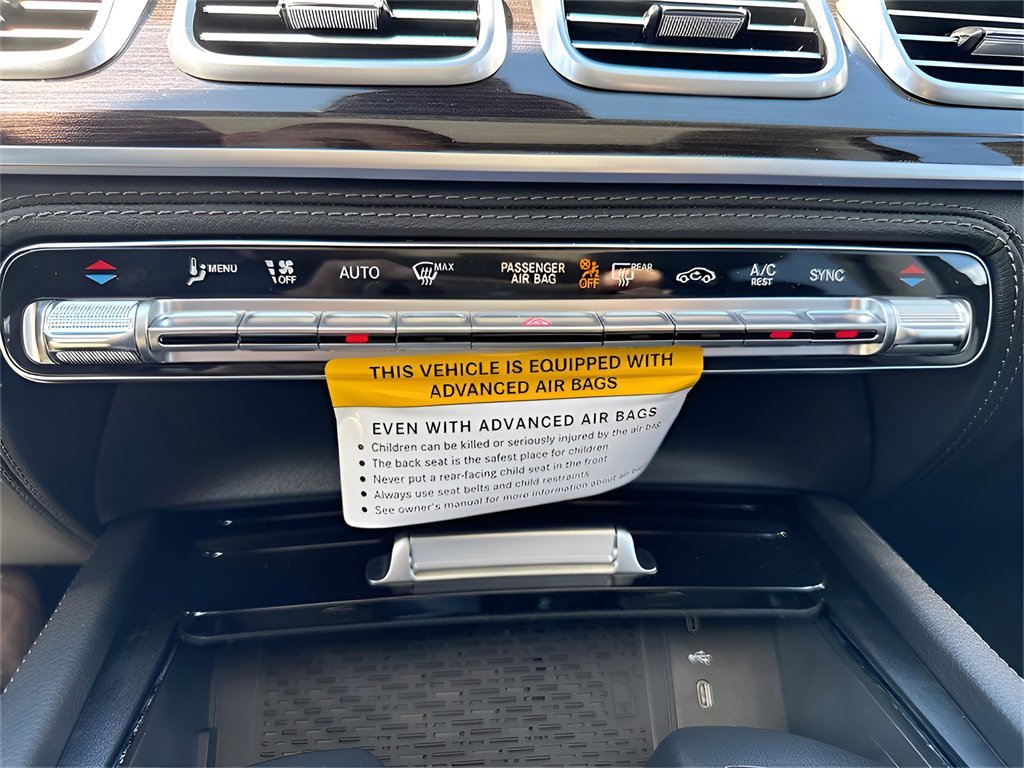 MENU
OFF
AUTO
MAX
PASSENGER
AIR BAG
OFF
REAR
A/C
REST
SYNC
THIS VEHICLE IS EQUIPPED WITH
ADVANCED AIR BAGS
EVEN WITH ADVANCED AIR BAGS
• Children can be killed or seriously injured by the air bag
• The back seat is the safest place for children
• Never put a rear-facing child seat in the front
• Always use seat belts and child restraints
• See owner's manual for more information about air